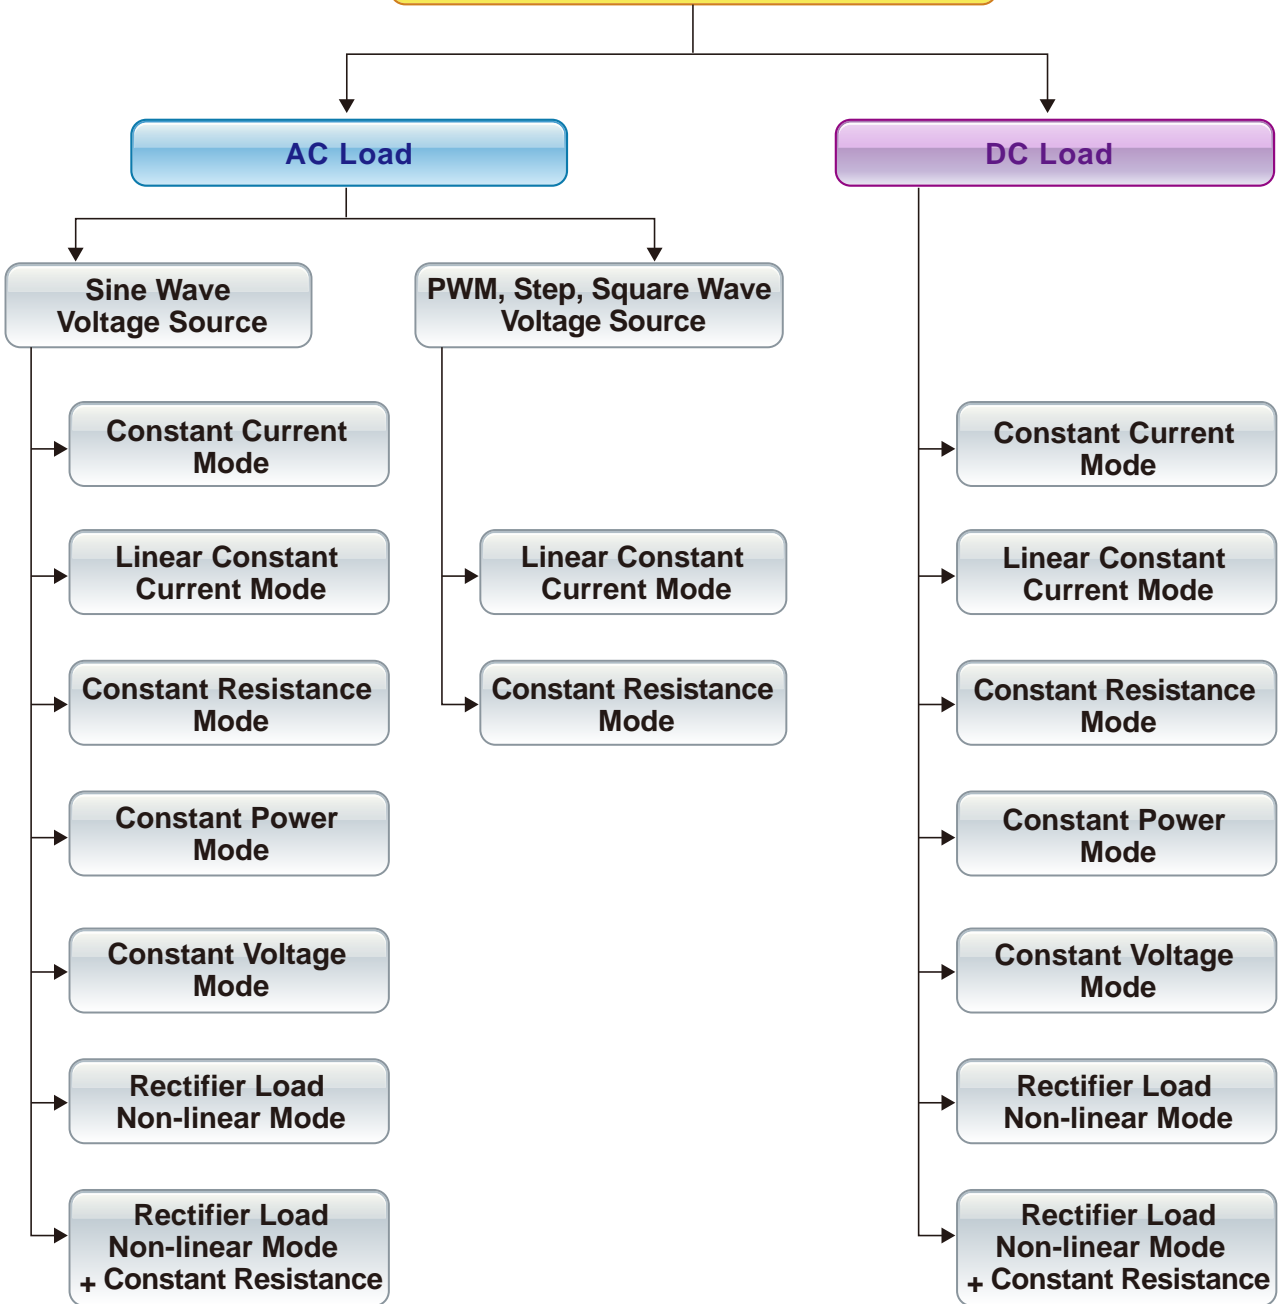 AC Load
DC Load
Sine Wave
Voltage Source
PWM, Step, Square Wave
Voltage Source
Constant Current
Mode
Linear Constant
Current Mode
Constant Resistance
Mode
Constant Power
Mode
Constant Voltage
Mode
Rectifier Load
Non-linear Mode
Rectifier Load
Non-linear Mode
+ Constant Resistance
Linear Constant
Current Mode
Constant Resistance
Mode
Constant Current
Mode
Linear Constant
Current Mode
Constant Resistance
Mode
Constant Power
Mode
Constant Voltage
Mode
Rectifier Load
Non-linear Mode
Rectifier Load
Non-linear Mode
+ Constant Resistance